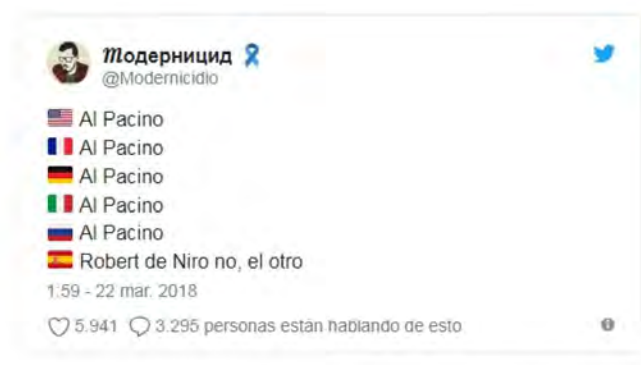 𝓜одерницид 🎗
@Modernicidio
🇺🇸 Al Pacino
🇫🇷 Al Pacino
🇩🇪 Al Pacino
🇮🇹 Al Pacino
🇷🇺 Al Pacino
🇪🇸 Robert de Niro no, el otro
1:59 - 22 mar. 2018
5.941 3.295 personas están hablando de esto